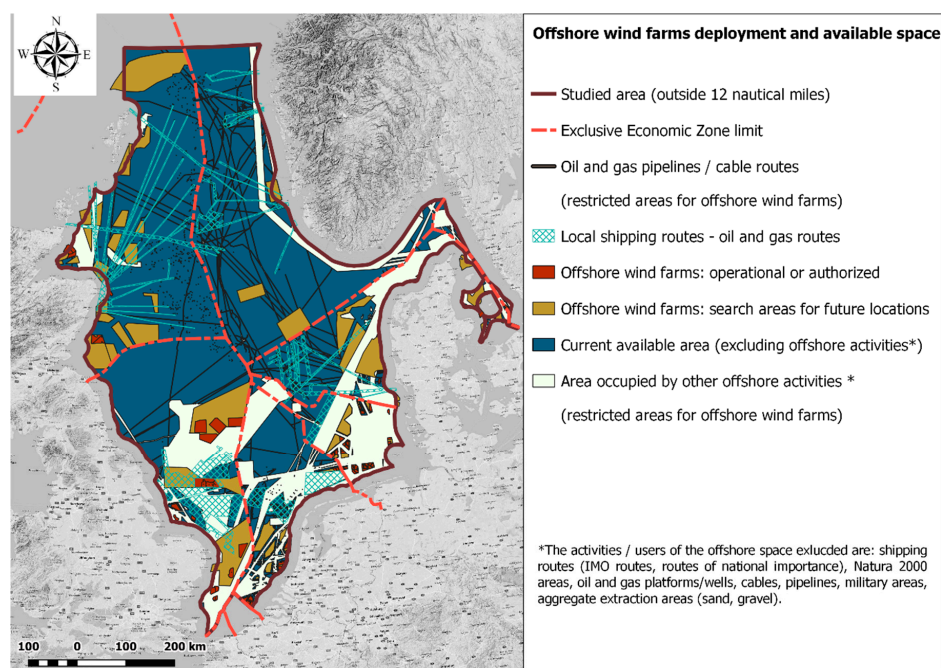 N
W E
S
Offshore wind farms deployment and available space
Studied area (outside 12 nautical miles)
Exclusive Economic Zone limit
Oil and gas pipelines / cable routes
(restricted areas for offshore wind farms)
Local shipping routes - oil and gas routes
Offshore wind farms: operational or authorized
Offshore wind farms: search areas for future locations
Current available area (excluding offshore activities*)
Area occupied by other offshore activities *
(restricted areas for offshore wind farms)
*The activities / users of the offshore space exlucded are: shipping
routes (IMO routes, routes of national importance), Natura 2000
areas, oil and gas platforms/wells, cables, pipelines, military areas,
aggregate extraction areas (sand, gravel).
100 0 100 200 km